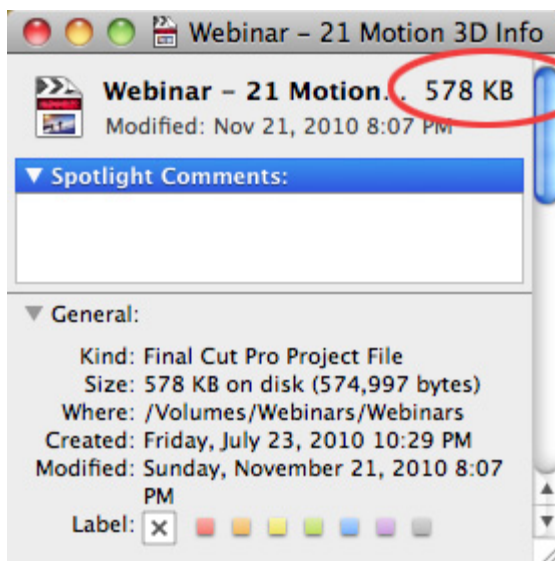 Webinar – 21 Motion 3D Info
Webinar – 21 Motion… 578 KB
Modified: Nov 21, 2010 8:07 PM
▼ Spotlight Comments:
▼ General:
Kind: Final Cut Pro Project File
Size: 578 KB on disk (574,997 bytes)
Where: /Volumes/Webinars/Webinars
Created: Friday, July 23, 2010 10:29 PM
Modified: Sunday, November 21, 2010 8:07
PM
Label: